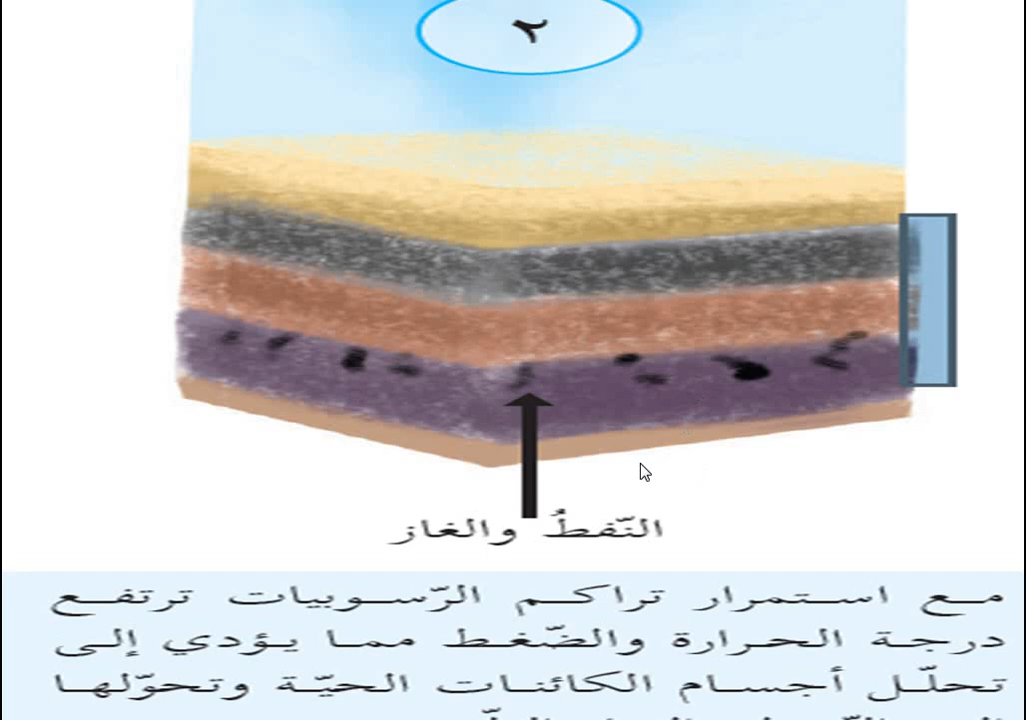 ٢
النّفطُ والغاز
مع استمرار تراكم الرّسوبيات ترتفع
درجة الحرارة والضّغط مما يؤدي إلى
تحلّل أجسام الكائنات الحيّة وتحوّلها